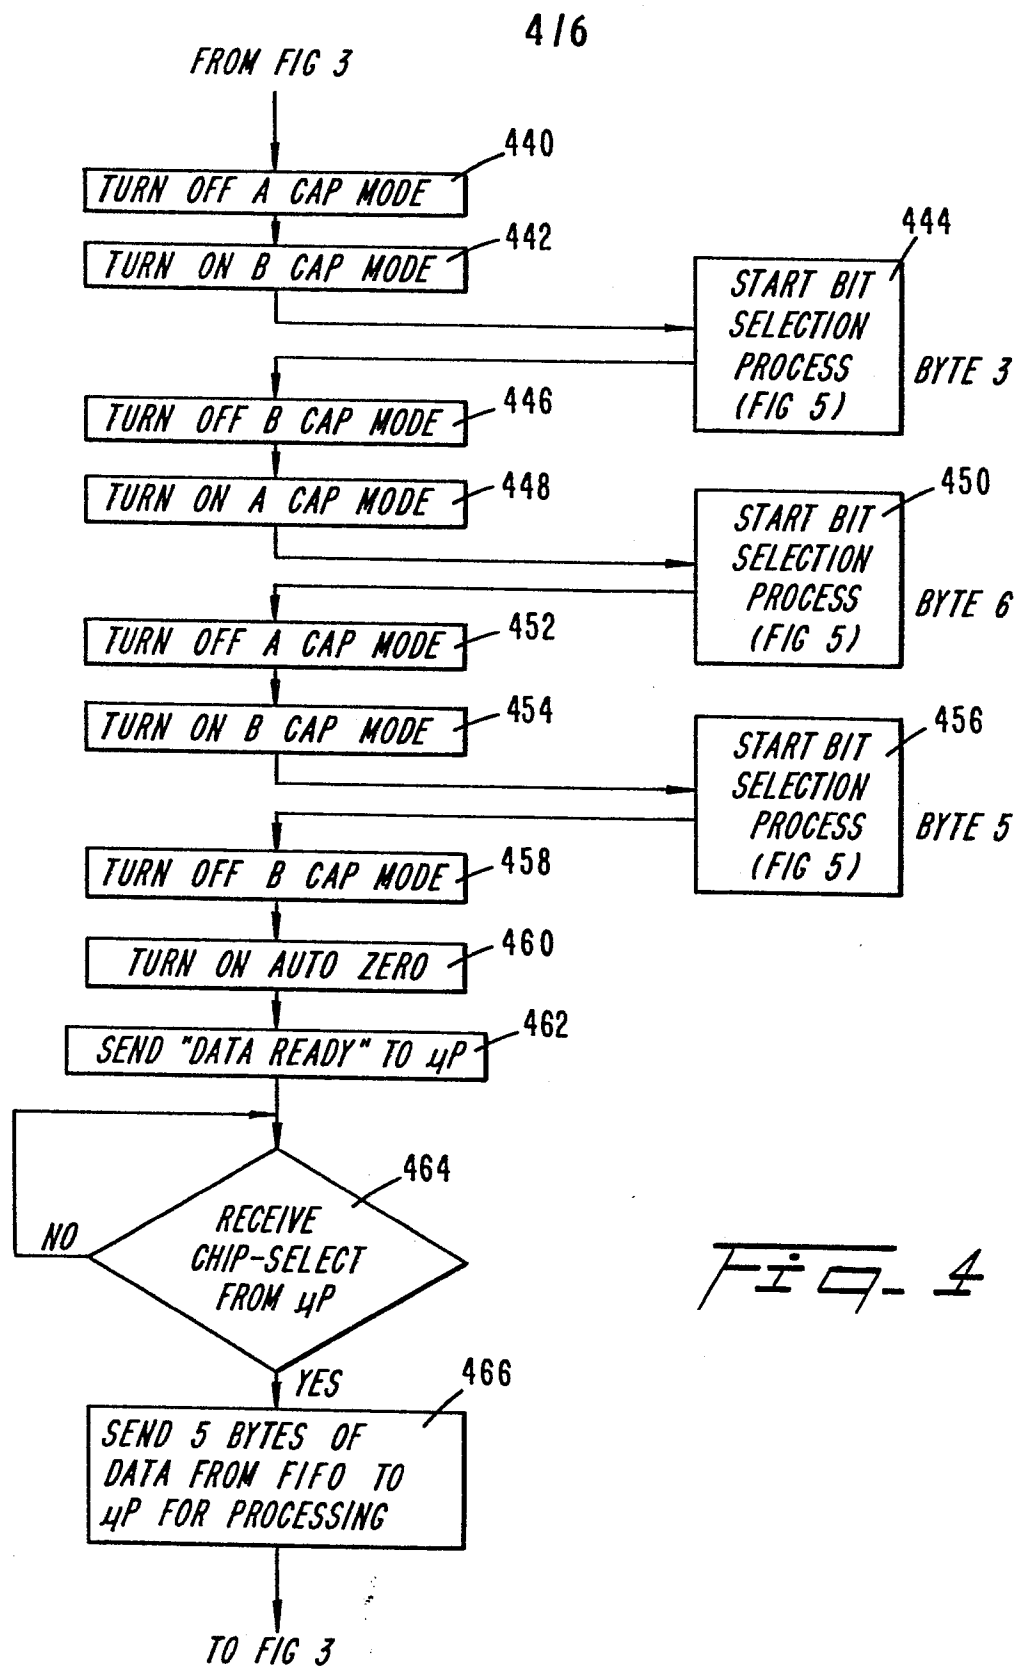 4/6
FROM FIG 3
440
TURN OFF A CAP MODE
442
TURN ON B CAP MODE
444
START BIT
SELECTION
PROCESS
(FIG 5)
BYTE 3
446
TURN OFF B CAP MODE
448
TURN ON A CAP MODE
450
START BIT
SELECTION
PROCESS
(FIG 5)
BYTE 6
452
TURN OFF A CAP MODE
454
TURN ON B CAP MODE
456
START BIT
SELECTION
PROCESS
(FIG 5)
BYTE 5
458
TURN OFF B CAP MODE
460
TURN ON AUTO ZERO
462
SEND "DATA READY" TO µP
464
RECEIVE
CHIP-SELECT
FROM µP
NO
YES
466
SEND 5 BYTES OF
DATA FROM FIFO TO
µP FOR PROCESSING
TO FIG 3
Fig. 4